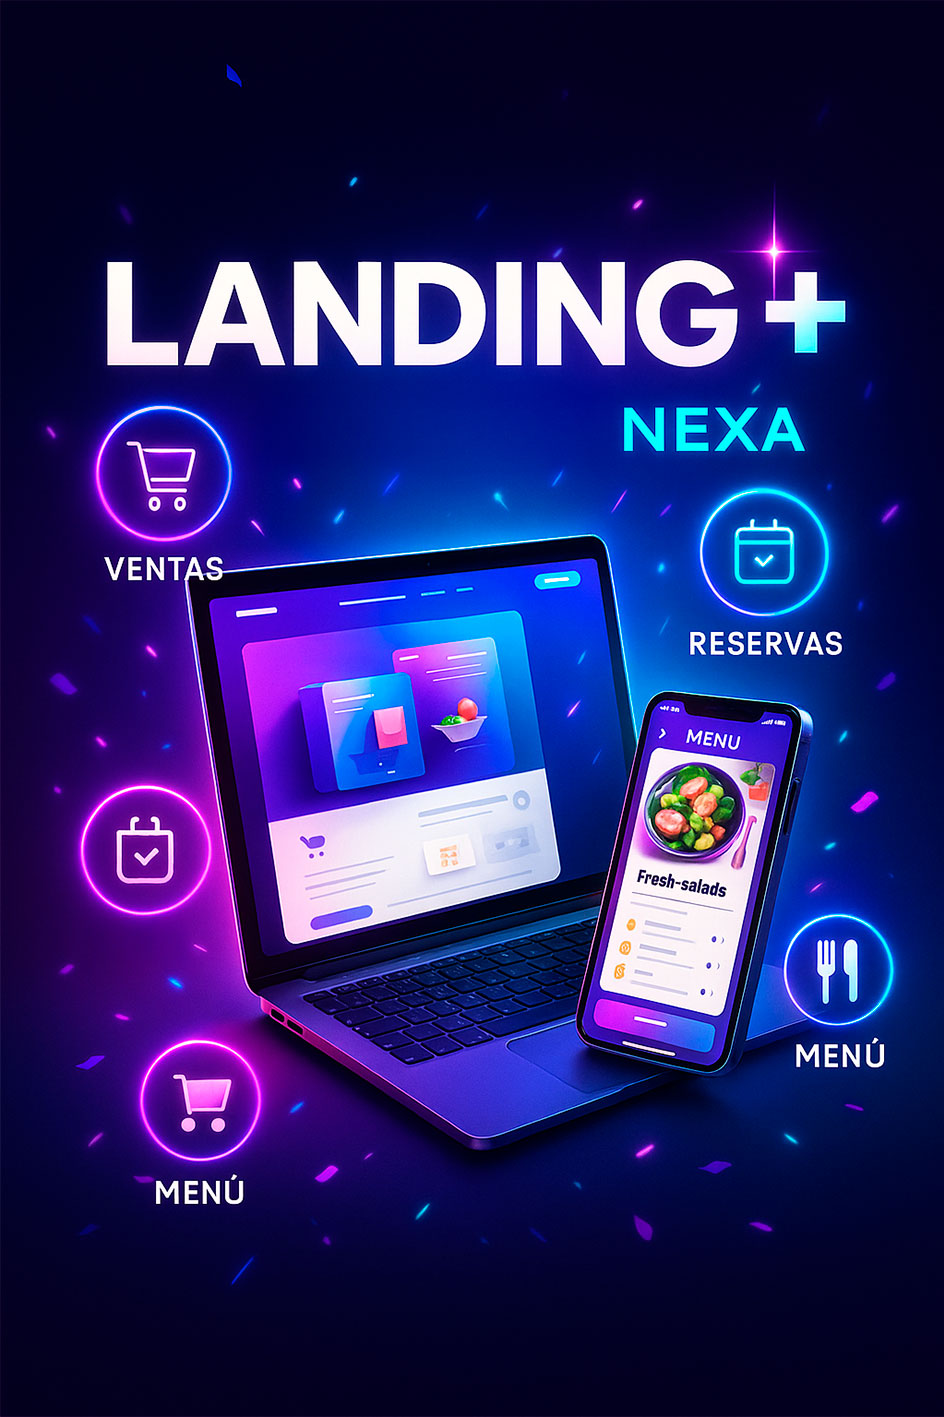 LANDING +
NEXA
VENTAS
RESERVAS
MENU
Fresh-salads
MENÚ
MENÚ